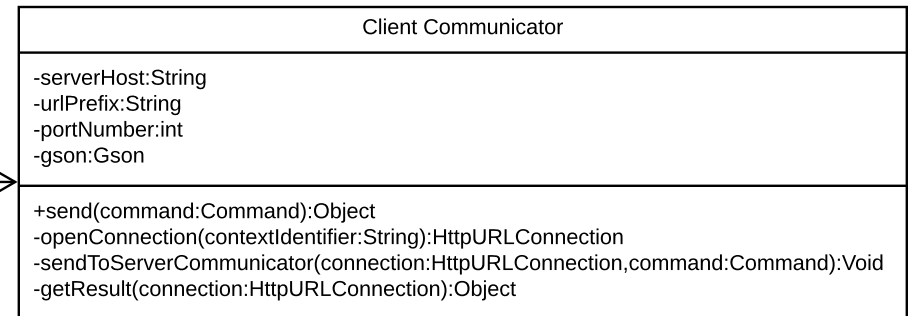 Client Communicator
-serverHost:String
-urlPrefix:String
-portNumber:int
-gson:Gson
+send(command:Command):Object
-openConnection(contextIdentifier:String):HttpURLConnection
-sendToServerCommunicator(connection:HttpURLConnection,command:Command):Void
-getResult(connection:HttpURLConnection):Object